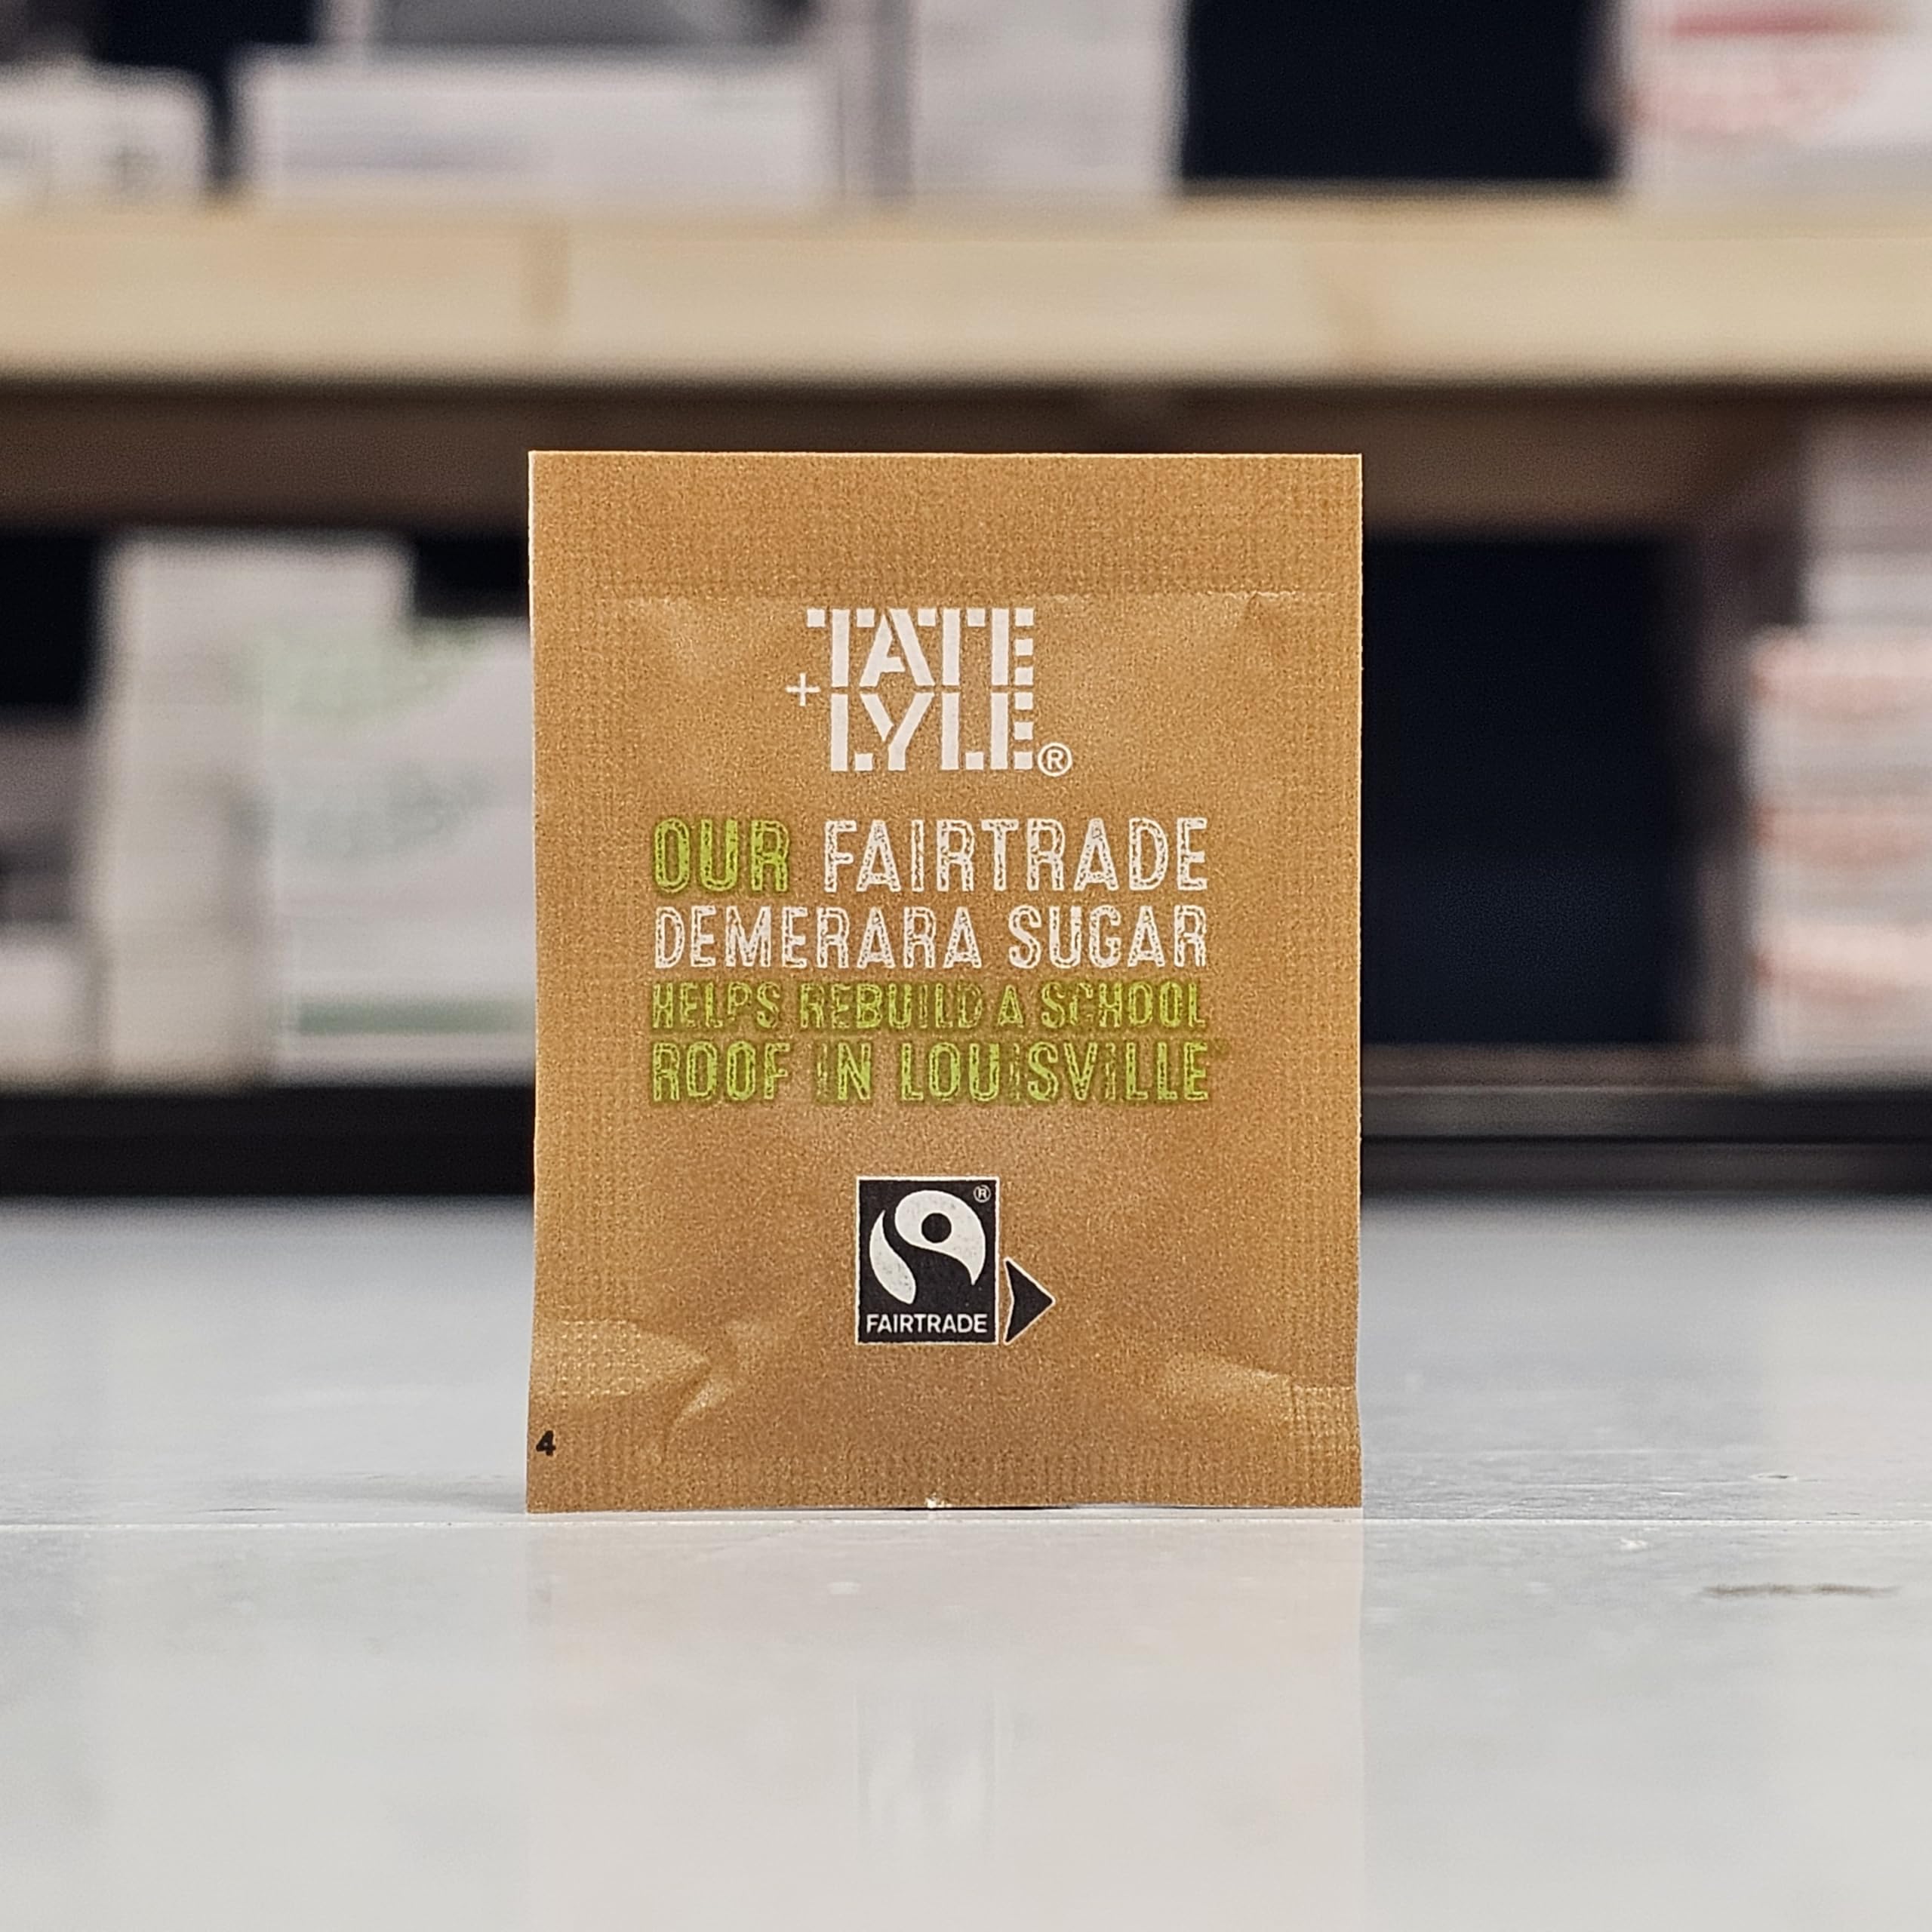 TATE
+LYLE®
OUR FAIRTRADE
DEMERARA SUGAR
HELPS REBUILD A SCHOOL
ROOF IN LOUISVILLE
®
FAIRTRADE
4